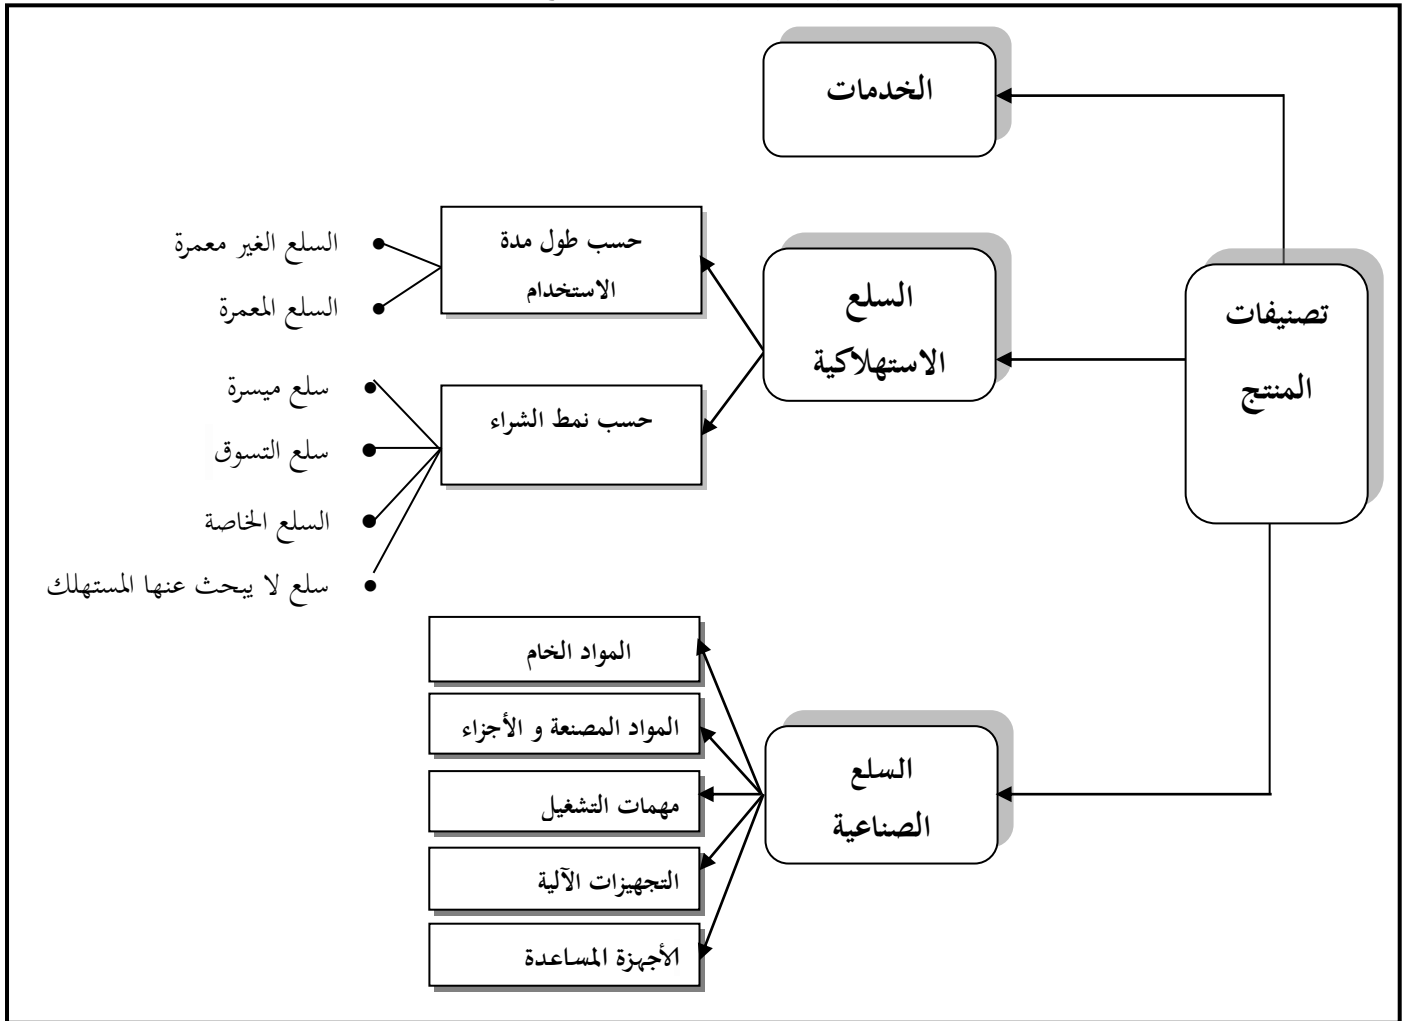 تصنيفات
المنتج
الخدمات
السلع
الاستهلاكية
حسب طول مدة
الاستخدام
السلع الغير معمرة
السلع المعمرة
حسب نمط الشراء
سلع ميسرة
سلع التسوق
السلع الخاصة
سلع لا يبحث عنها المستهلك
السلع
الصناعية
المواد الخام
المواد المصنعة و الأجزاء
مهمات التشغيل
التجهيزات الآلية
الأجهزة المساعدة